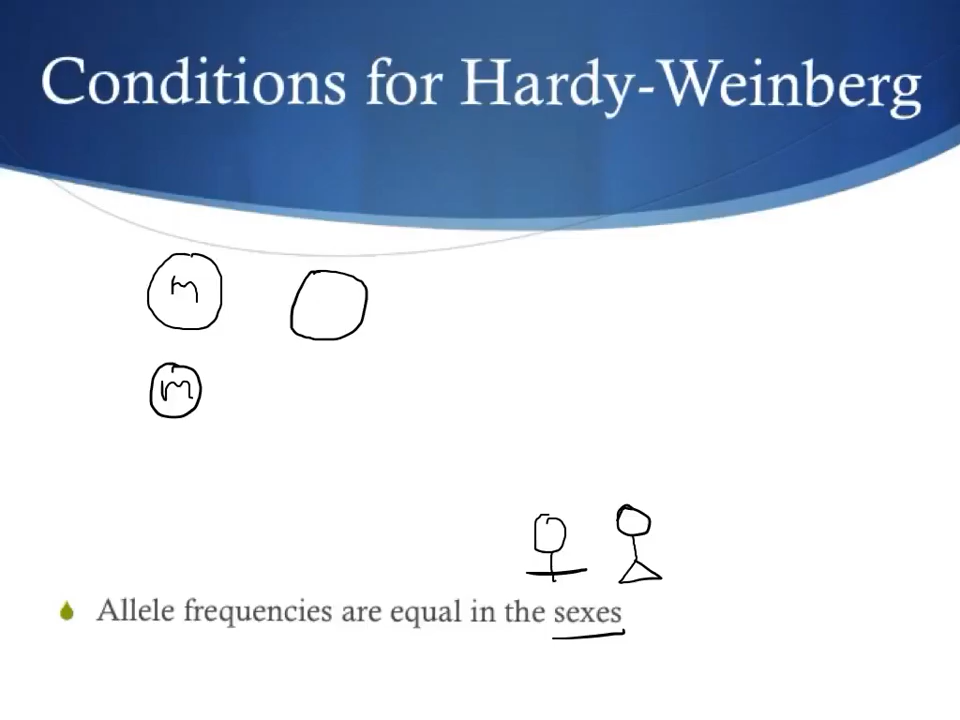 Conditions for Hardy-Weinberg
m
m
Allele frequencies are equal in the sexes